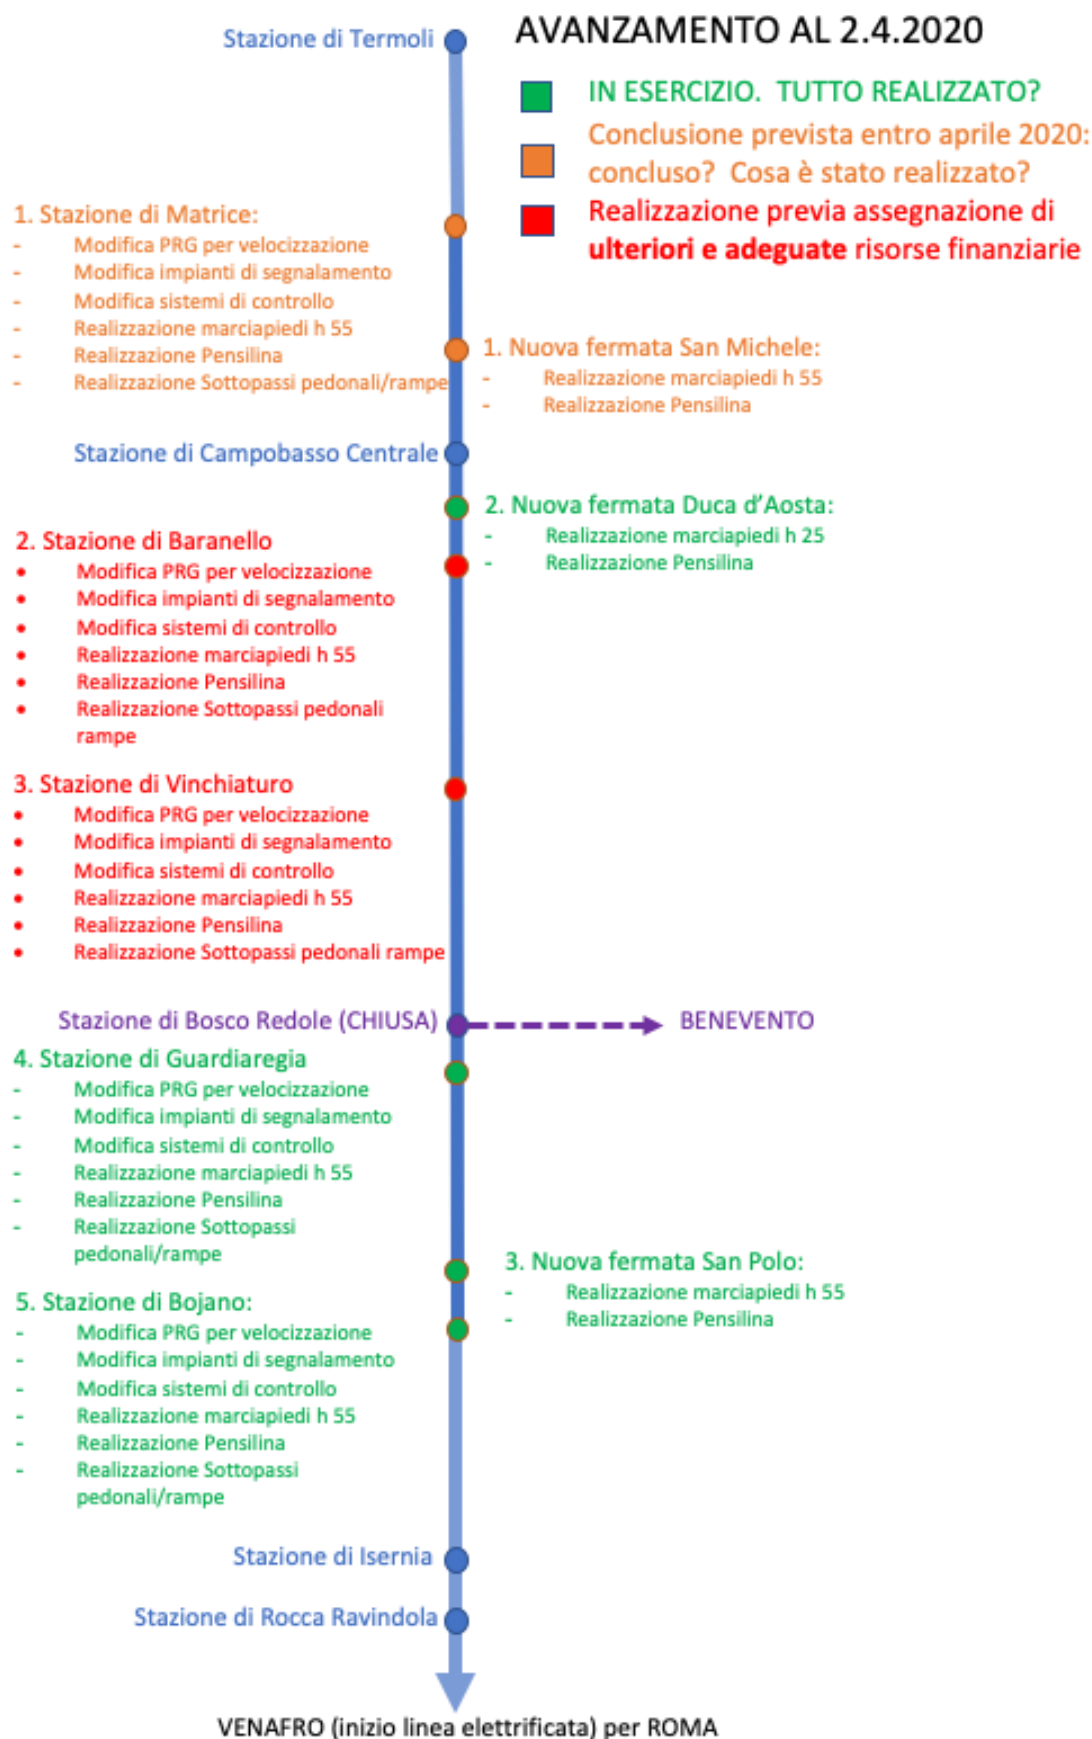 Stazione di Termoli
AVANZAMENTO AL 2.4.2020
IN ESERCIZIO. TUTTO REALIZZATO?
Conclusione prevista entro aprile 2020:
concluso? Cosa è stato realizzato?
Realizzazione previa assegnazione di
ulteriori e adeguate risorse finanziarie
1. Stazione di Matrice:
- Modifica PRG per velocizzazione
- Modifica impianti di segnalamento
- Modifica sistemi di controllo
- Realizzazione marciapiedi h 55
- Realizzazione Pensilina
- Realizzazione Sottopassi pedonali/rampe
1. Nuova fermata San Michele:
- Realizzazione marciapiedi h 55
- Realizzazione Pensilina
Stazione di Campobasso Centrale
2. Nuova fermata Duca d'Aosta:
- Realizzazione marciapiedi h 25
- Realizzazione Pensilina
2. Stazione di Baranello
• Modifica PRG per velocizzazione
• Modifica impianti di segnalamento
• Modifica sistemi di controllo
• Realizzazione marciapiedi h 55
• Realizzazione Pensilina
• Realizzazione Sottopassi pedonali
rampe
3. Stazione di Vinchiaturo
• Modifica PRG per velocizzazione
• Modifica impianti di segnalamento
• Modifica sistemi di controllo
• Realizzazione marciapiedi h 55
• Realizzazione Pensilina
• Realizzazione Sottopassi pedonali rampe
Stazione di Bosco Redole (CHIUSA)
BENEVENTO
4. Stazione di Guardiaregia
- Modifica PRG per velocizzazione
- Modifica impianti di segnalamento
- Modifica sistemi di controllo
- Realizzazione marciapiedi h 55
- Realizzazione Pensilina
- Realizzazione Sottopassi
pedonali/rampe
3. Nuova fermata San Polo:
- Realizzazione marciapiedi h 55
- Realizzazione Pensilina
5. Stazione di Bojano:
- Modifica PRG per velocizzazione
- Modifica impianti di segnalamento
- Modifica sistemi di controllo
- Realizzazione marciapiedi h 55
- Realizzazione Pensilina
- Realizzazione Sottopassi
pedonali/rampe
Stazione di Isernia
Stazione di Rocca Ravindola
VENAFRO (inizio linea elettrificata) per ROMA